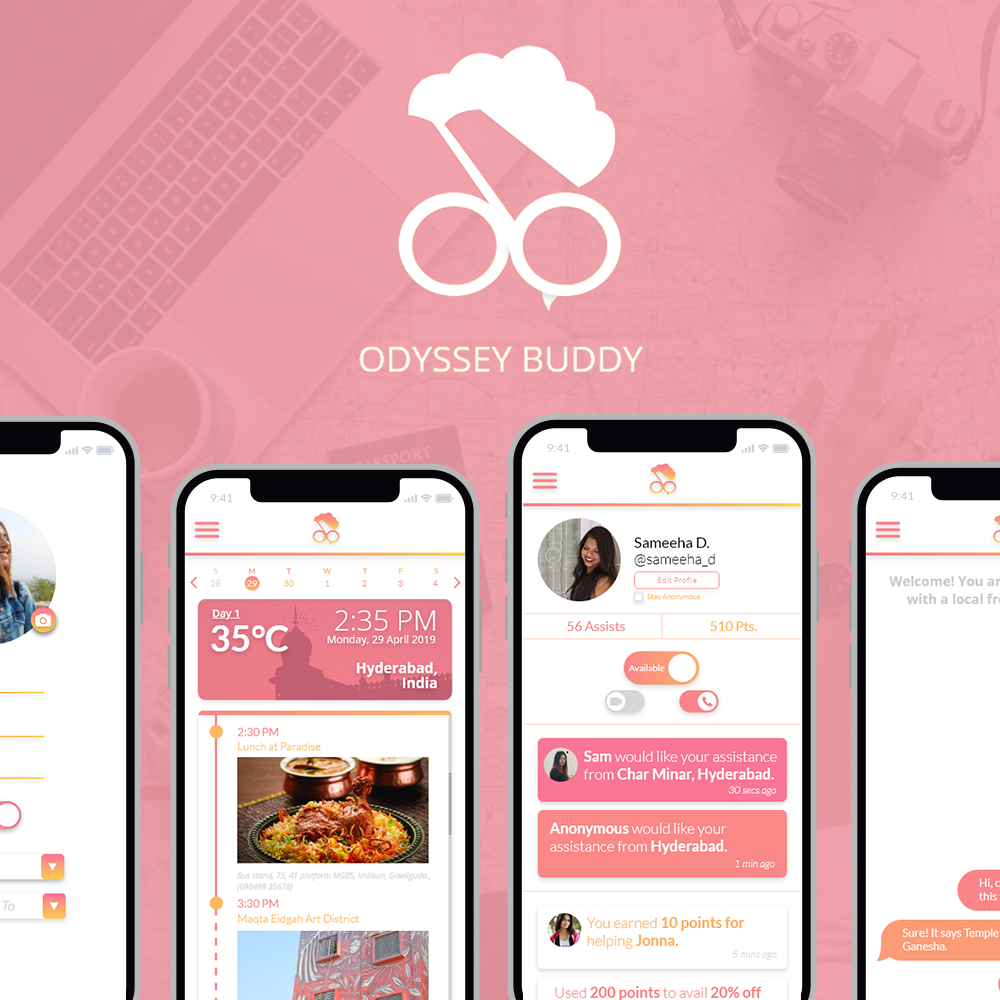 ODYSSEY BUDDY
PASSPORT
To
9:41
S M T W T F S
28 29 30 1 2 3 4
Day 1
35°C
2:35 PM
Monday, 29 April 2019
Hyderabad,
India
2:30 PM
Lunch at Paradise
Bus stand, 75, 41 platform MGBS, Imlibun, Gowliguda.,
(098499 85678)
3:30 PM
Maqta Eidgah Art District
9:41
Sameeha D.
@sameeha_d
Edit Profile
Stay Anonymous
56 Assists
510 Pts.
Available
Sam would like your assistance
from Char Minar, Hyderabad.
30 secs ago
Anonymous would like your
assistance from Hyderabad.
1 min ago
You earned 10 points for
helping Jonna.
5 mins ago
Used 200 points to avail 20% off
9:41
Welcome! You ar
with a local fr
Hi, c
this
Sure! It says Temple
Ganesha.